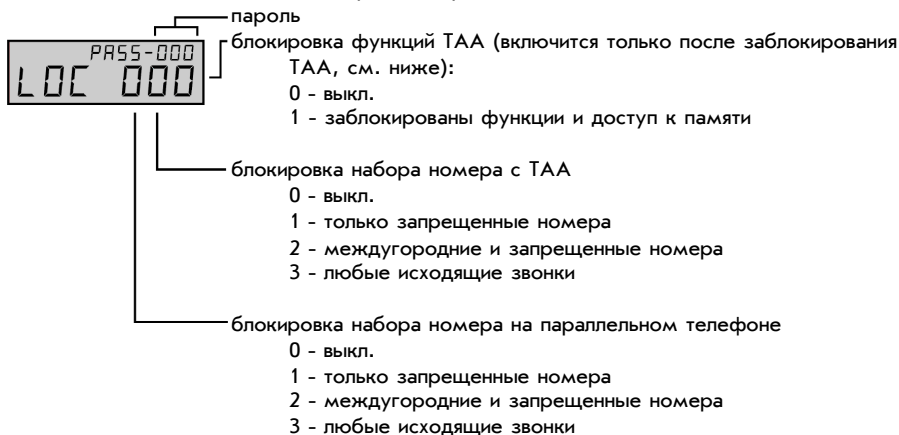 пароль
PASS-000
LOC 000
блокировка функций ТАА (включится только после заблокирования
ТАА, см. ниже):
0 - выкл.
1 - заблокированы функции и доступ к памяти
блокировка набора номера с ТАА
0 - выкл.
1 - только запрещенные номера
2 - междугородние и запрещенные номера
3 - любые исходящие звонки
блокировка набора номера на параллельном телефоне
0 - выкл.
1 - только запрещенные номера
2 - междугородние и запрещенные номера
3 - любые исходящие звонки